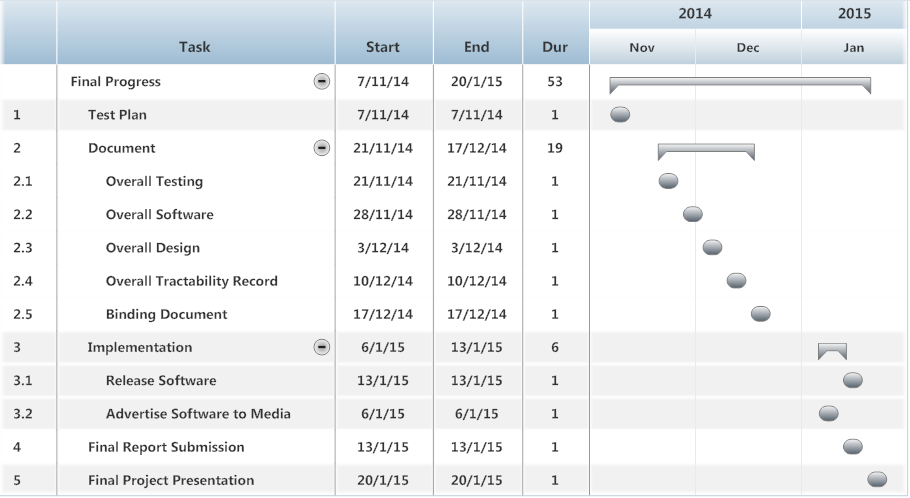 2014 2015
Task Start End Dur Nov Dec Jan
Final Progress 7/11/14 20/1/15 53
1 Test Plan 7/11/14 7/11/14 1
2 Document 21/11/14 17/12/14 19
2.1 Overall Testing 21/11/14 21/11/14 1
2.2 Overall Software 28/11/14 28/11/14 1
2.3 Overall Design 3/12/14 3/12/14 1
2.4 Overall Tractability Record 10/12/14 10/12/14 1
2.5 Binding Document 17/12/14 17/12/14 1
3 Implementation 6/1/15 13/1/15 6
3.1 Release Software 13/1/15 13/1/15 1
3.2 Advertise Software to Media 6/1/15 6/1/15 1
4 Final Report Submission 13/1/15 13/1/15 1
5 Final Project Presentation 20/1/15 20/1/15 1